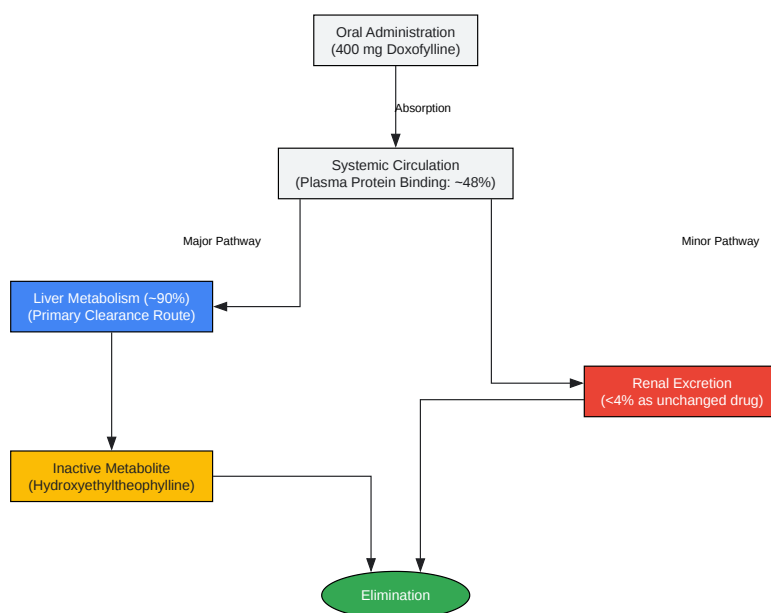 Oral Administration
(400 mg Doxofylline)
Absorption
Systemic Circulation
(Plasma Protein Binding: ~48%)
Major Pathway
Minor Pathway
Liver Metabolism (~90%)
(Primary Clearance Route)
Renal Excretion
(<4% as unchanged drug)
Inactive Metabolite
(Hydroxyethyltheophylline)
Elimination